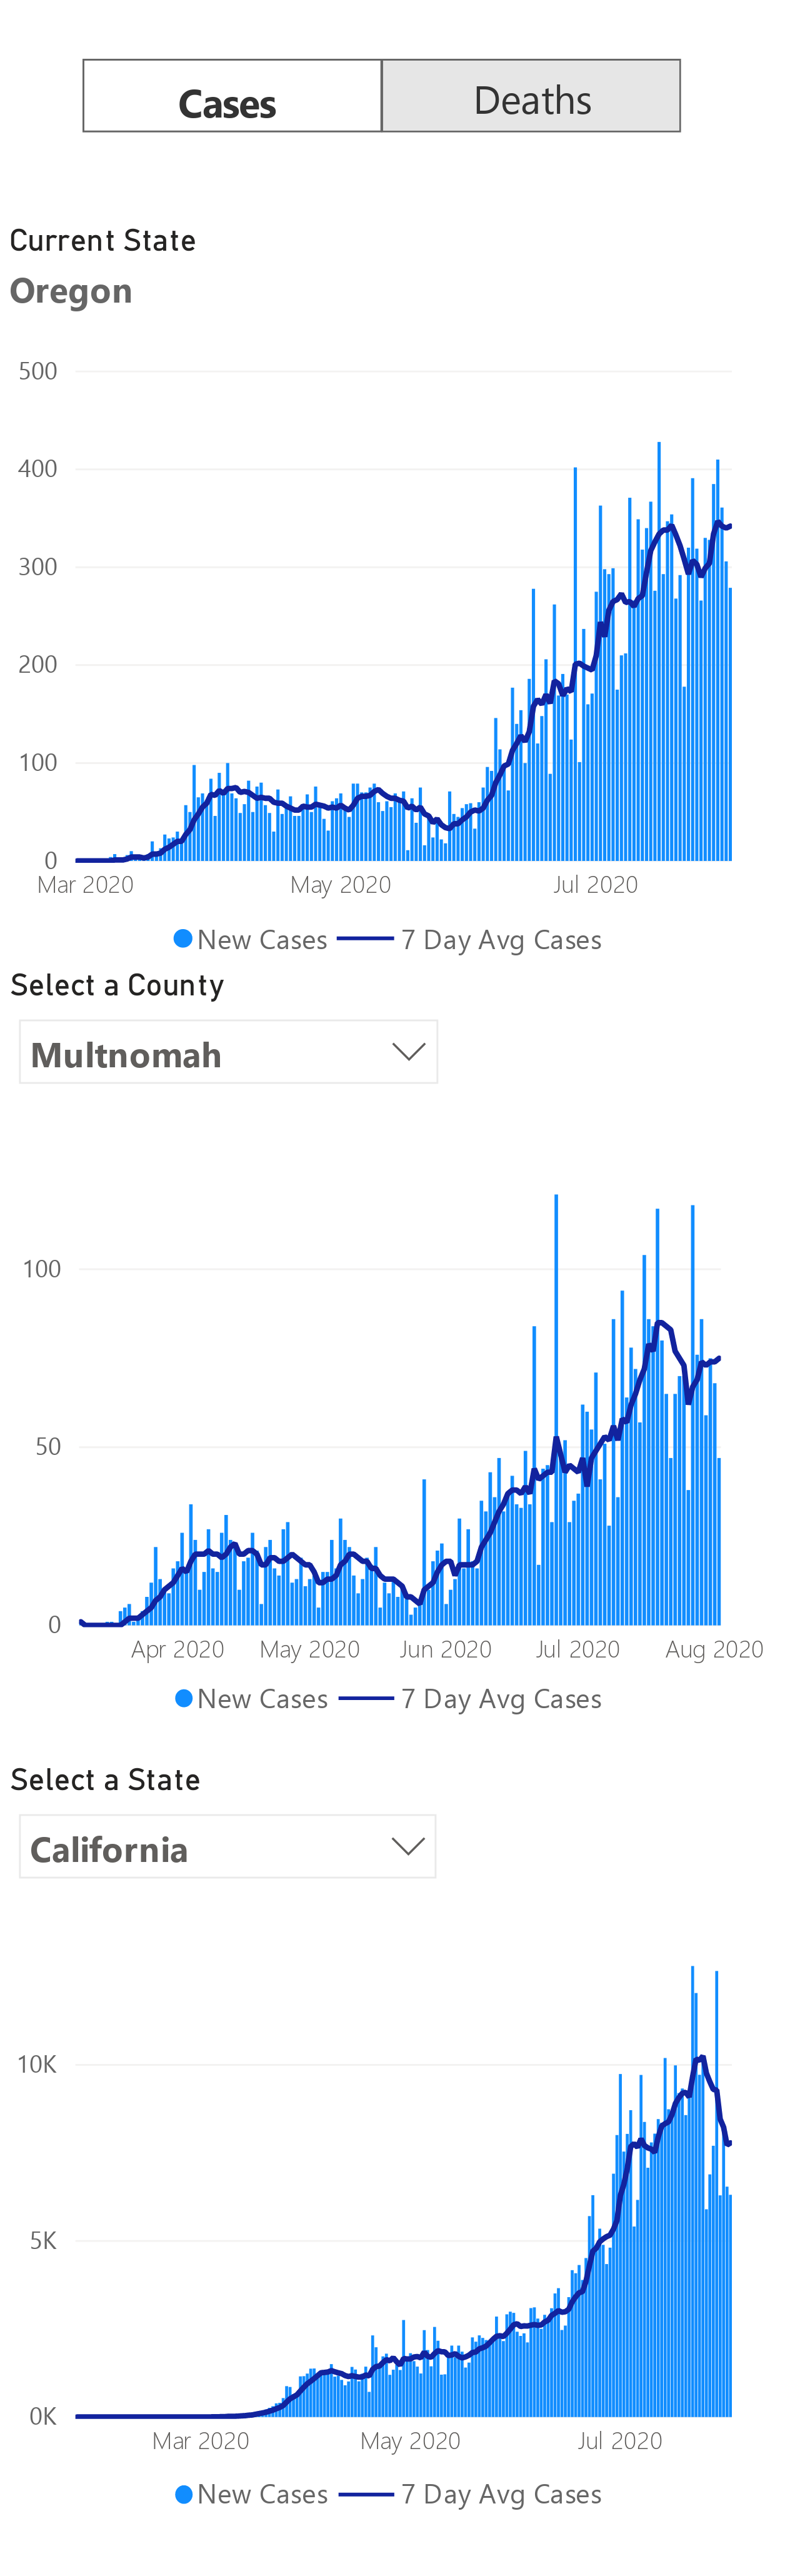 Cases Deaths
Current State
Oregon
500
400
300
200
100
0
Mar 2020 May 2020 Jul 2020
New Cases 7 Day Avg Cases
Select a County
Multnomah
100
50
0
Apr 2020 May 2020 Jun 2020 Jul 2020 Aug 2020
New Cases 7 Day Avg Cases
Select a State
California
10K
5K
0K
Mar 2020 May 2020 Jul 2020
New Cases 7 Day Avg Cases